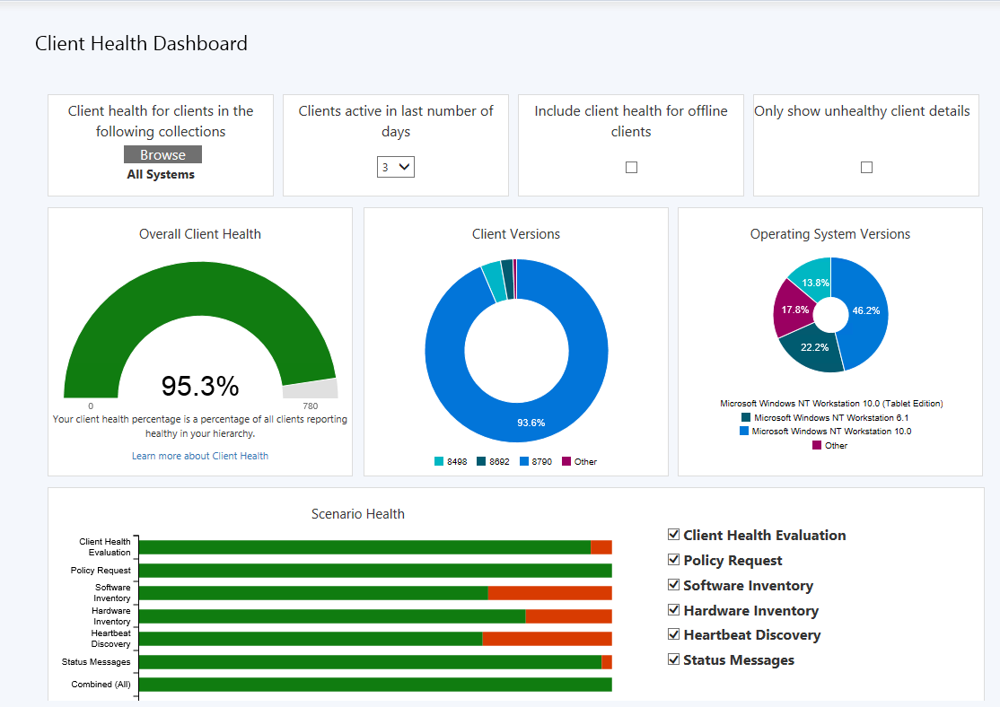 Client Health Dashboard
Client health for clients in the
following collections
Browse
All Systems
Clients active in last number of
days
3
Include client health for offline
clients
Only show unhealthy client details
Overall Client Health
95.3%
0
780
Your client health percentage is a percentage of all clients reporting
healthy in your hierarchy.
Learn more about Client Health
Client Versions
93.6%
8498
8692
8790
Other
Operating System Versions
13.8%
46.2%
17.8%
22.2%
Microsoft Windows NT Workstation 10.0 (Tablet Edition)
Microsoft Windows NT Workstation 6.1
Microsoft Windows NT Workstation 10.0
Other
Scenario Health
Client Health
Evaluation
Policy Request
Software
Inventory
Hardware
Inventory
Heartbeat
Discovery
Status Messages
Combined (All)
Client Health Evaluation
Policy Request
Software Inventory
Hardware Inventory
Heartbeat Discovery
Status Messages